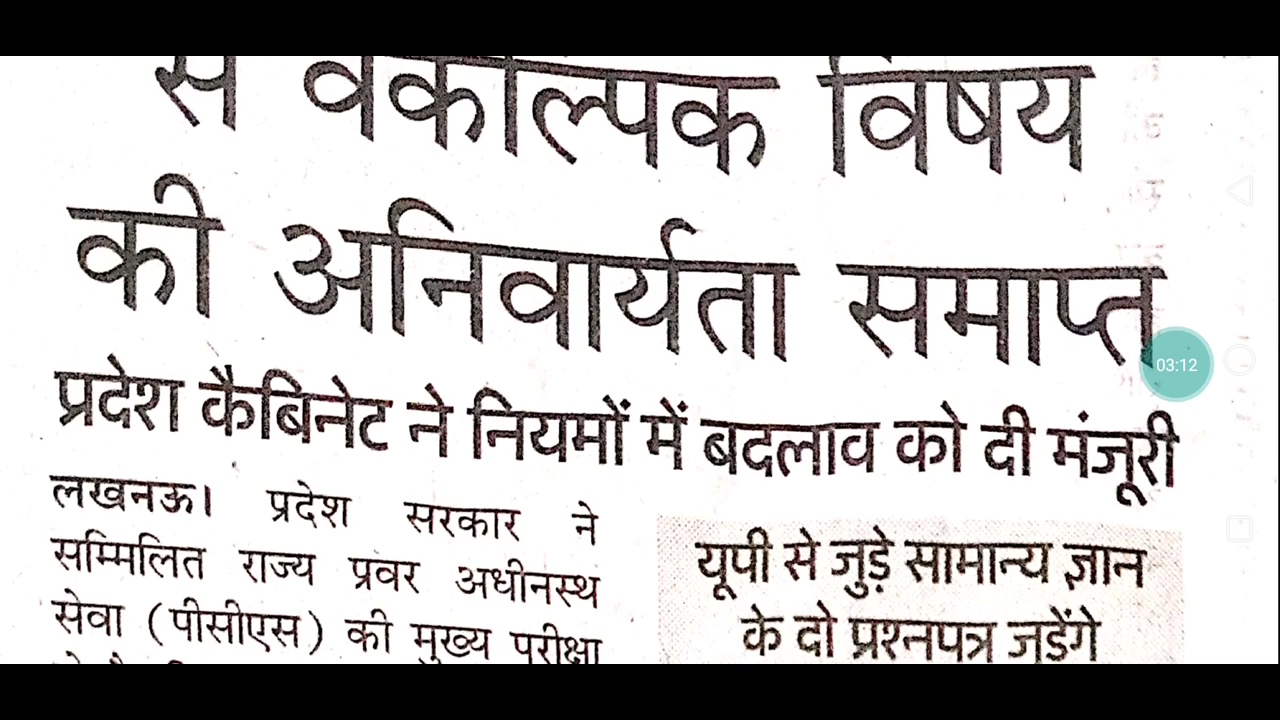 से वैकल्पिक विषय
की अनिवार्यता समाप्त
प्रदेश कैबिनेट ने नियमों में बदलाव को दी मंजूरी
लखनऊ। प्रदेश सरकार ने
सम्मिलित राज्य प्रवर अधीनस्थ
सेवा (पीसीएस) की मुख्य परीक्षा
यूपी से जुड़े सामान्य ज्ञान
के दो प्रश्नपत्र जुड़ेंगे
03:12